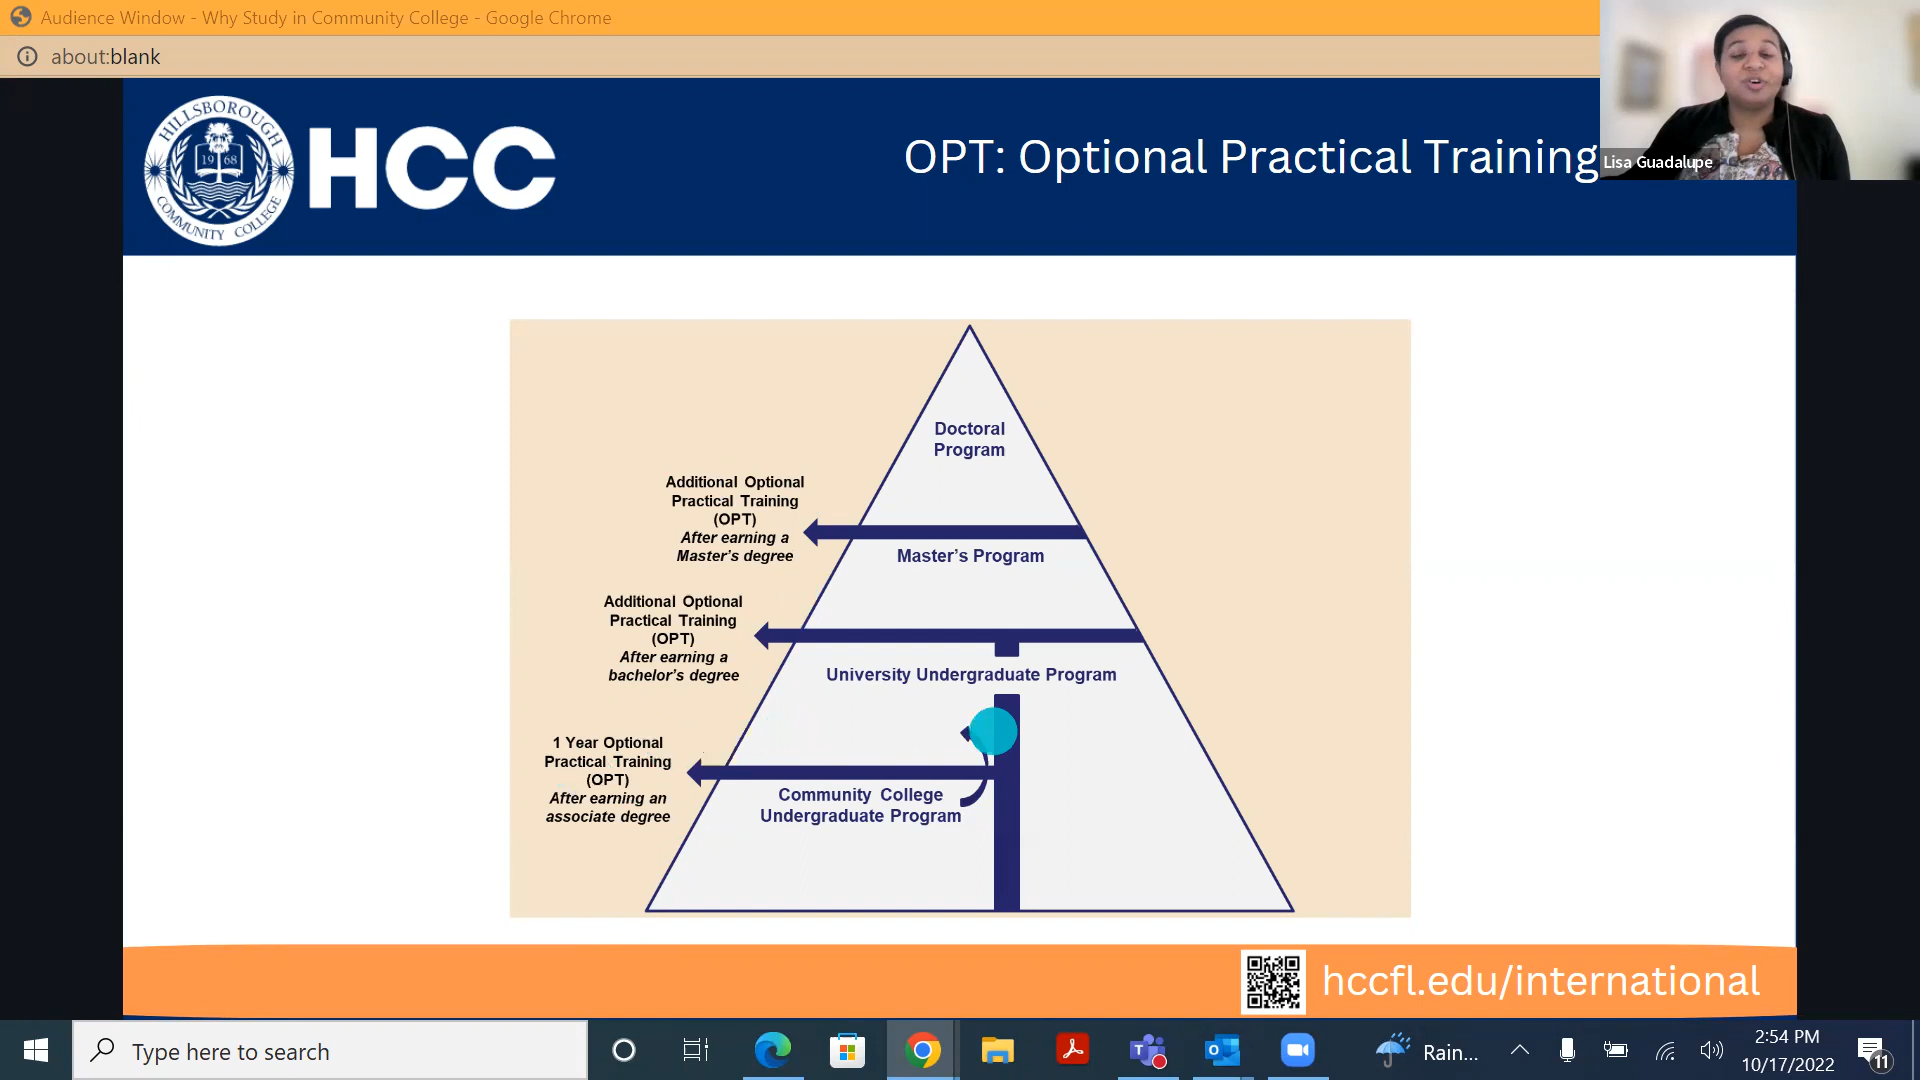 Audience Window - Why Study in Community College - Google Chrome
about:blank
HILLSBOROUGH
1968
COMMUNITY COLLEGE
HCC
OPT: Optional Practical Training
Lisa Guadalupe
Doctoral
Program
Additional Optional
Practical Training
(OPT)
After earning a
Master's degree
Master's Program
Additional Optional
Practical Training
(OPT)
After earning a
bachelor's degree
University Undergraduate Program
1 Year Optional
Practical Training
(OPT)
After earning an
associate degree
Community College
Undergraduate Program
hccfl.edu/international
Type here to search
Rain...
2:54 PM
10/17/2022
11